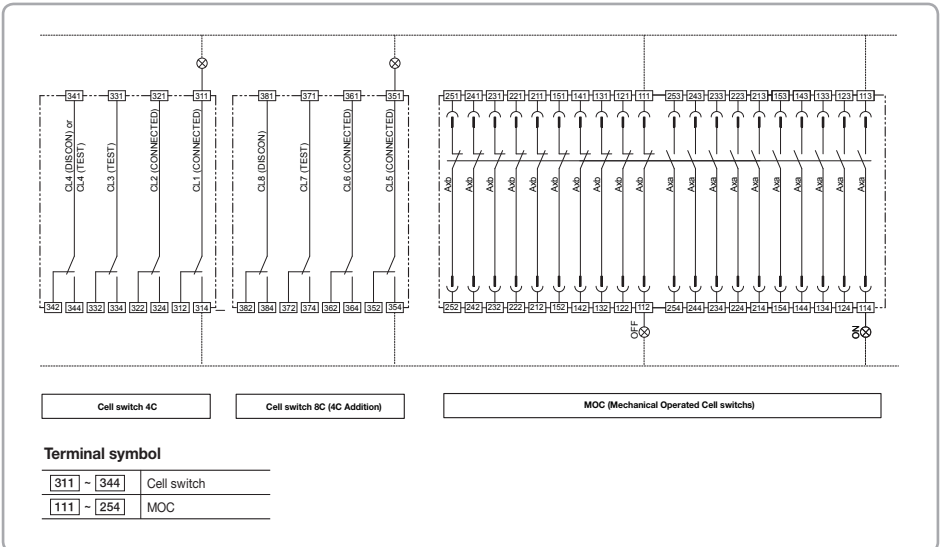 341 331 321 311 381 371 361 351 251 241 231 221 211 151 141 131 121 111 253 243 233 223 213 153 143 133 123 113
CL4 (DISCON) or
CL4 (TEST)
CL3 (TEST)
CL2 (CONNECTED)
CL1 (CONNECTED)
CL8 (DISCON)
CL7 (TEST)
CL6 (CONNECTED)
CL5 (CONNECTED)
Axb Axb Axb Axb Axb Axb Axb Axb Axb Axb Axa Axa Axa Axa Axa Axa Axa Axa Axa Axa
342 344 332 334 322 324 312 314 382 384 372 374 362 364 352 354 252 242 232 222 212 152 142 132 122 112 254 244 234 224 214 154 144 134 124 114
OFF
ON
Cell switch 4C
Cell switch 8C (4C Addition)
MOC (Mechanical Operated Cell switchs)
Terminal symbol
311 ~ 344 Cell switch
111 ~ 254 MOC